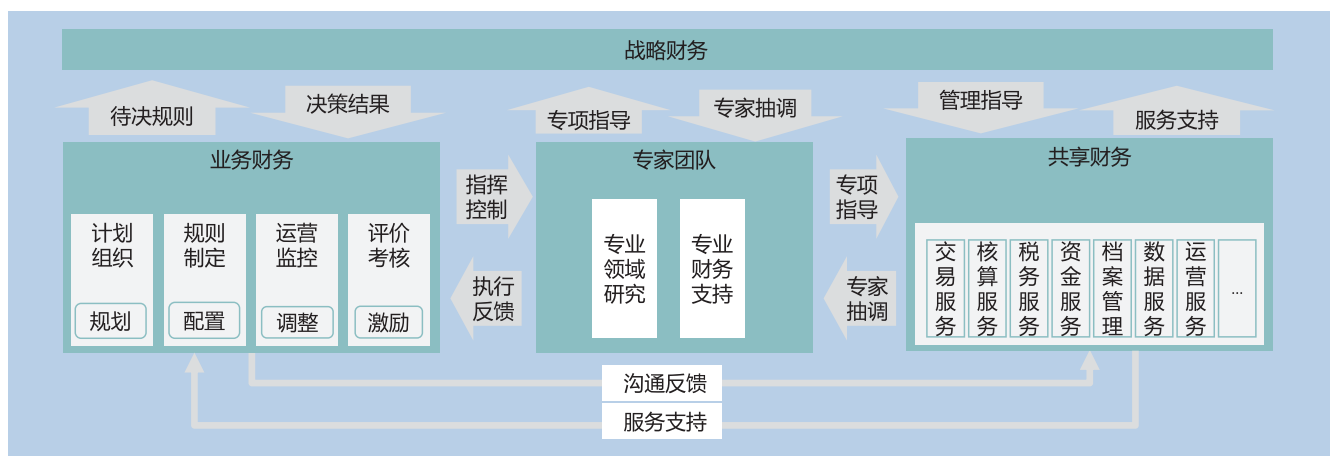 战略财务
待决规则
决策结果
专项指导
专家抽调
管理指导
服务支持
业务财务
计划
组织
规划
规则
制定
配置
运营
监控
调整
评价
考核
激励
指挥
控制
执行
反馈
专家团队
专业
领域
研究
专业
财务
支持
专项
指导
专家
抽调
共享财务
交易服务
核算服务
税务服务
资金服务
档案管理
数据服务
运营服务
...
沟通反馈
服务支持